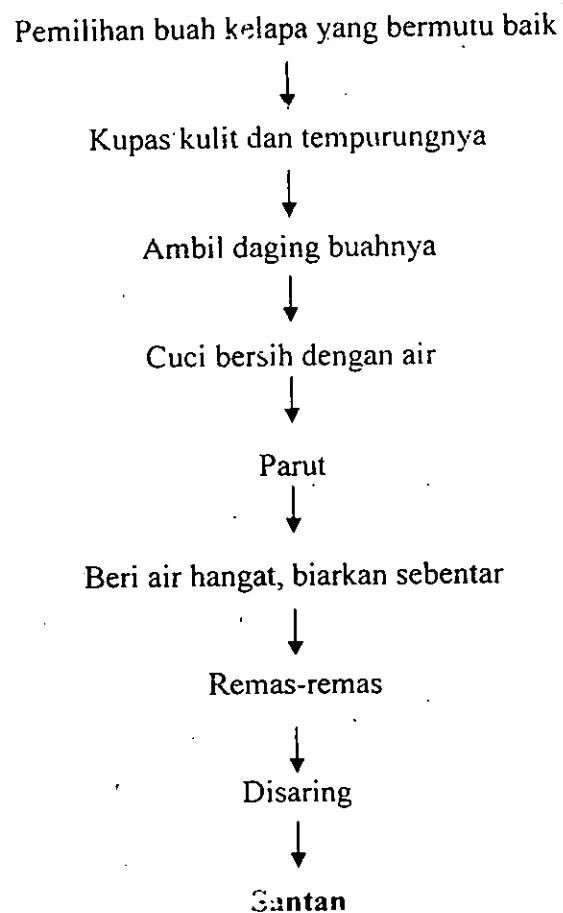 Pemilihan buah kelapa yang bermutu baik
Kupas kulit dan tempurungnya
Ambil daging buahnya
Cuci bersih dengan air
Parut
Beri air hangat, biarkan sebentar
Remas-remas
Disaring
Santan